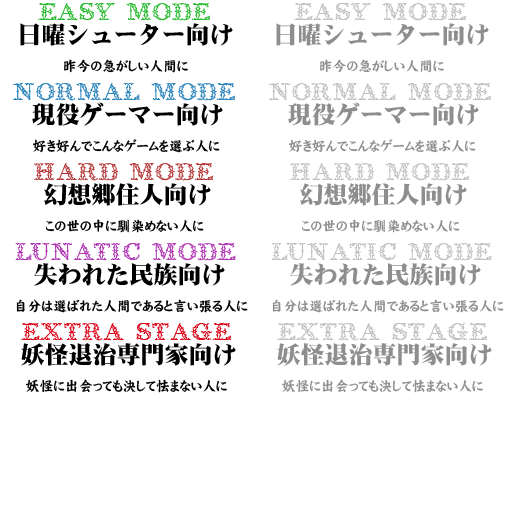 EASY MODE
日曜シューター向け
昨今の急がしい人間に
NORMAL MODE
現役ゲーマー向け
好き好んでこんなゲームを選ぶ人に
HARD MODE
幻想郷住人向け
この世の中に馴染めない人に
LUNATIC MODE
失われた民族向け
自分は選ばれた人間であると言い張る人に
EXTRA STAGE
妖怪退治専門家向け
妖怪に出会っても決して怯まない人に
EASY MODE
日曜シューター向け
昨今の急がしい人間に
NORMAL MODE
現役ゲーマー向け
好き好んでこんなゲームを選ぶ人に
HARD MODE
幻想郷住人向け
この世の中に馴染めない人に
LUNATIC MODE
失われた民族向け
自分は選ばれた人間であると言い張る人に
EXTRA STAGE
妖怪退治専門家向け
妖怪に出会っても決して怯まない人に